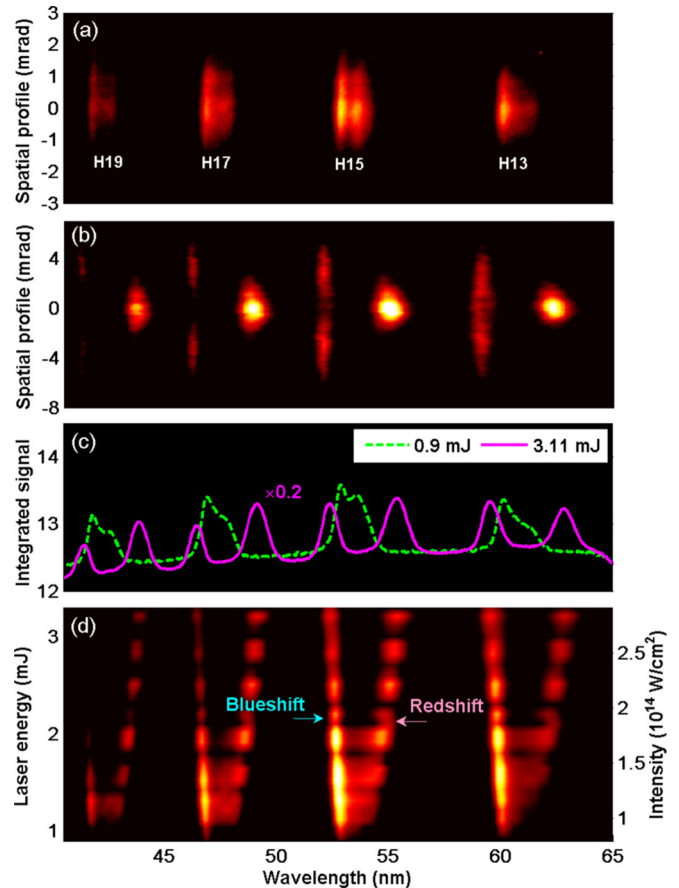 (a)
Spatial profile (mrad)
3
2
1
0
-1
-2
-3
H19 H17 H15 H13
(b)
Spatial profile (mrad)
4
0
-4
-8
(c)
Integrated signal
14
13
12
0.9 mJ 3.11 mJ
×0.2
(d)
Laser energy (mJ)
3
2
1
Blueshift Redshift
2.5
2
1.5
1
Intensity (10¹⁴ W/cm²)
45 50 55 60 65
Wavelength (nm)